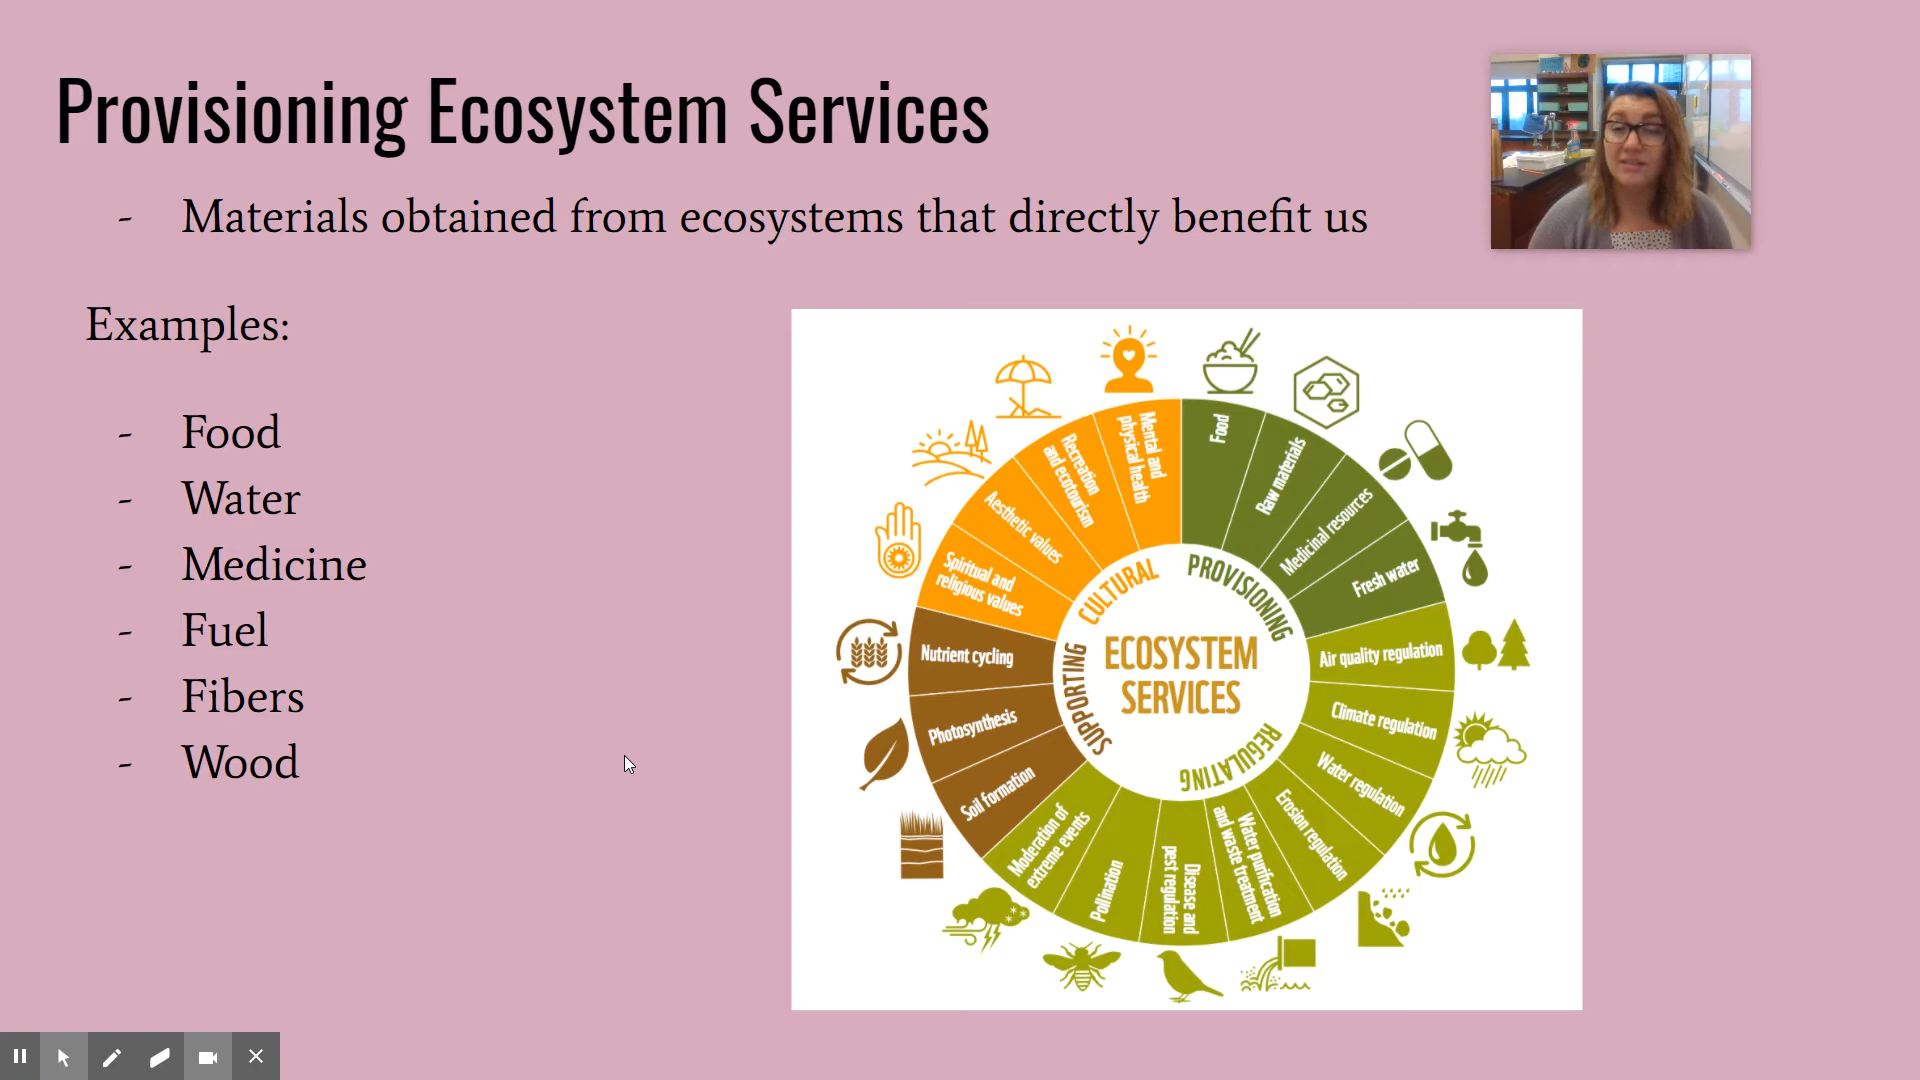 Provisioning Ecosystem Services
- Materials obtained from ecosystems that directly benefit us
Examples:
- Food
- Water
- Medicine
- Fuel
- Fibers
- Wood
ECOSYSTEM
SERVICES
PROVISIONING
Food
Raw materials
Medicinal resources
Fresh water
REGULATING
Air quality regulation
Climate regulation
Water regulation
Erosion regulation
Water purification
and waste treatment
Disease and
pest regulation
Pollination
Moderation of
extreme events
SUPPORTING
Soil formation
Photosynthesis
Nutrient cycling
CULTURAL
Spiritual and
religious values
Aesthetic values
Recreation
and ecotourism
Mental and
physical health